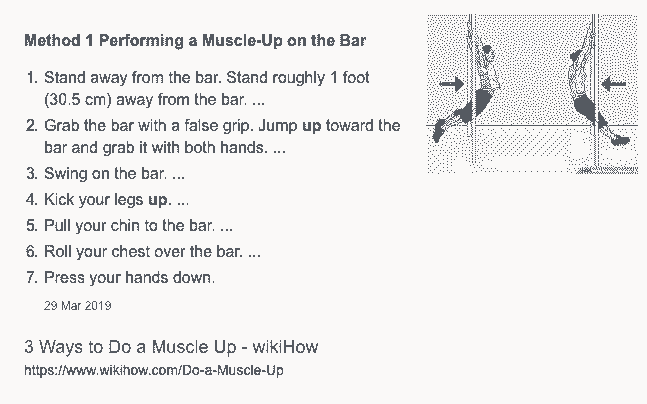 Method 1 Performing a Muscle-Up on the Bar
1. Stand away from the bar. Stand roughly 1 foot
(30.5 cm) away from the bar. ...
2. Grab the bar with a false grip. Jump up toward the
bar and grab it with both hands. ...
3. Swing on the bar. ...
4. Kick your legs up. ...
5. Pull your chin to the bar. ...
6. Roll your chest over the bar. ...
7. Press your hands down.
29 Mar 2019
3 Ways to Do a Muscle Up - wikiHow
https://www.wikihow.com/Do-a-Muscle-Up